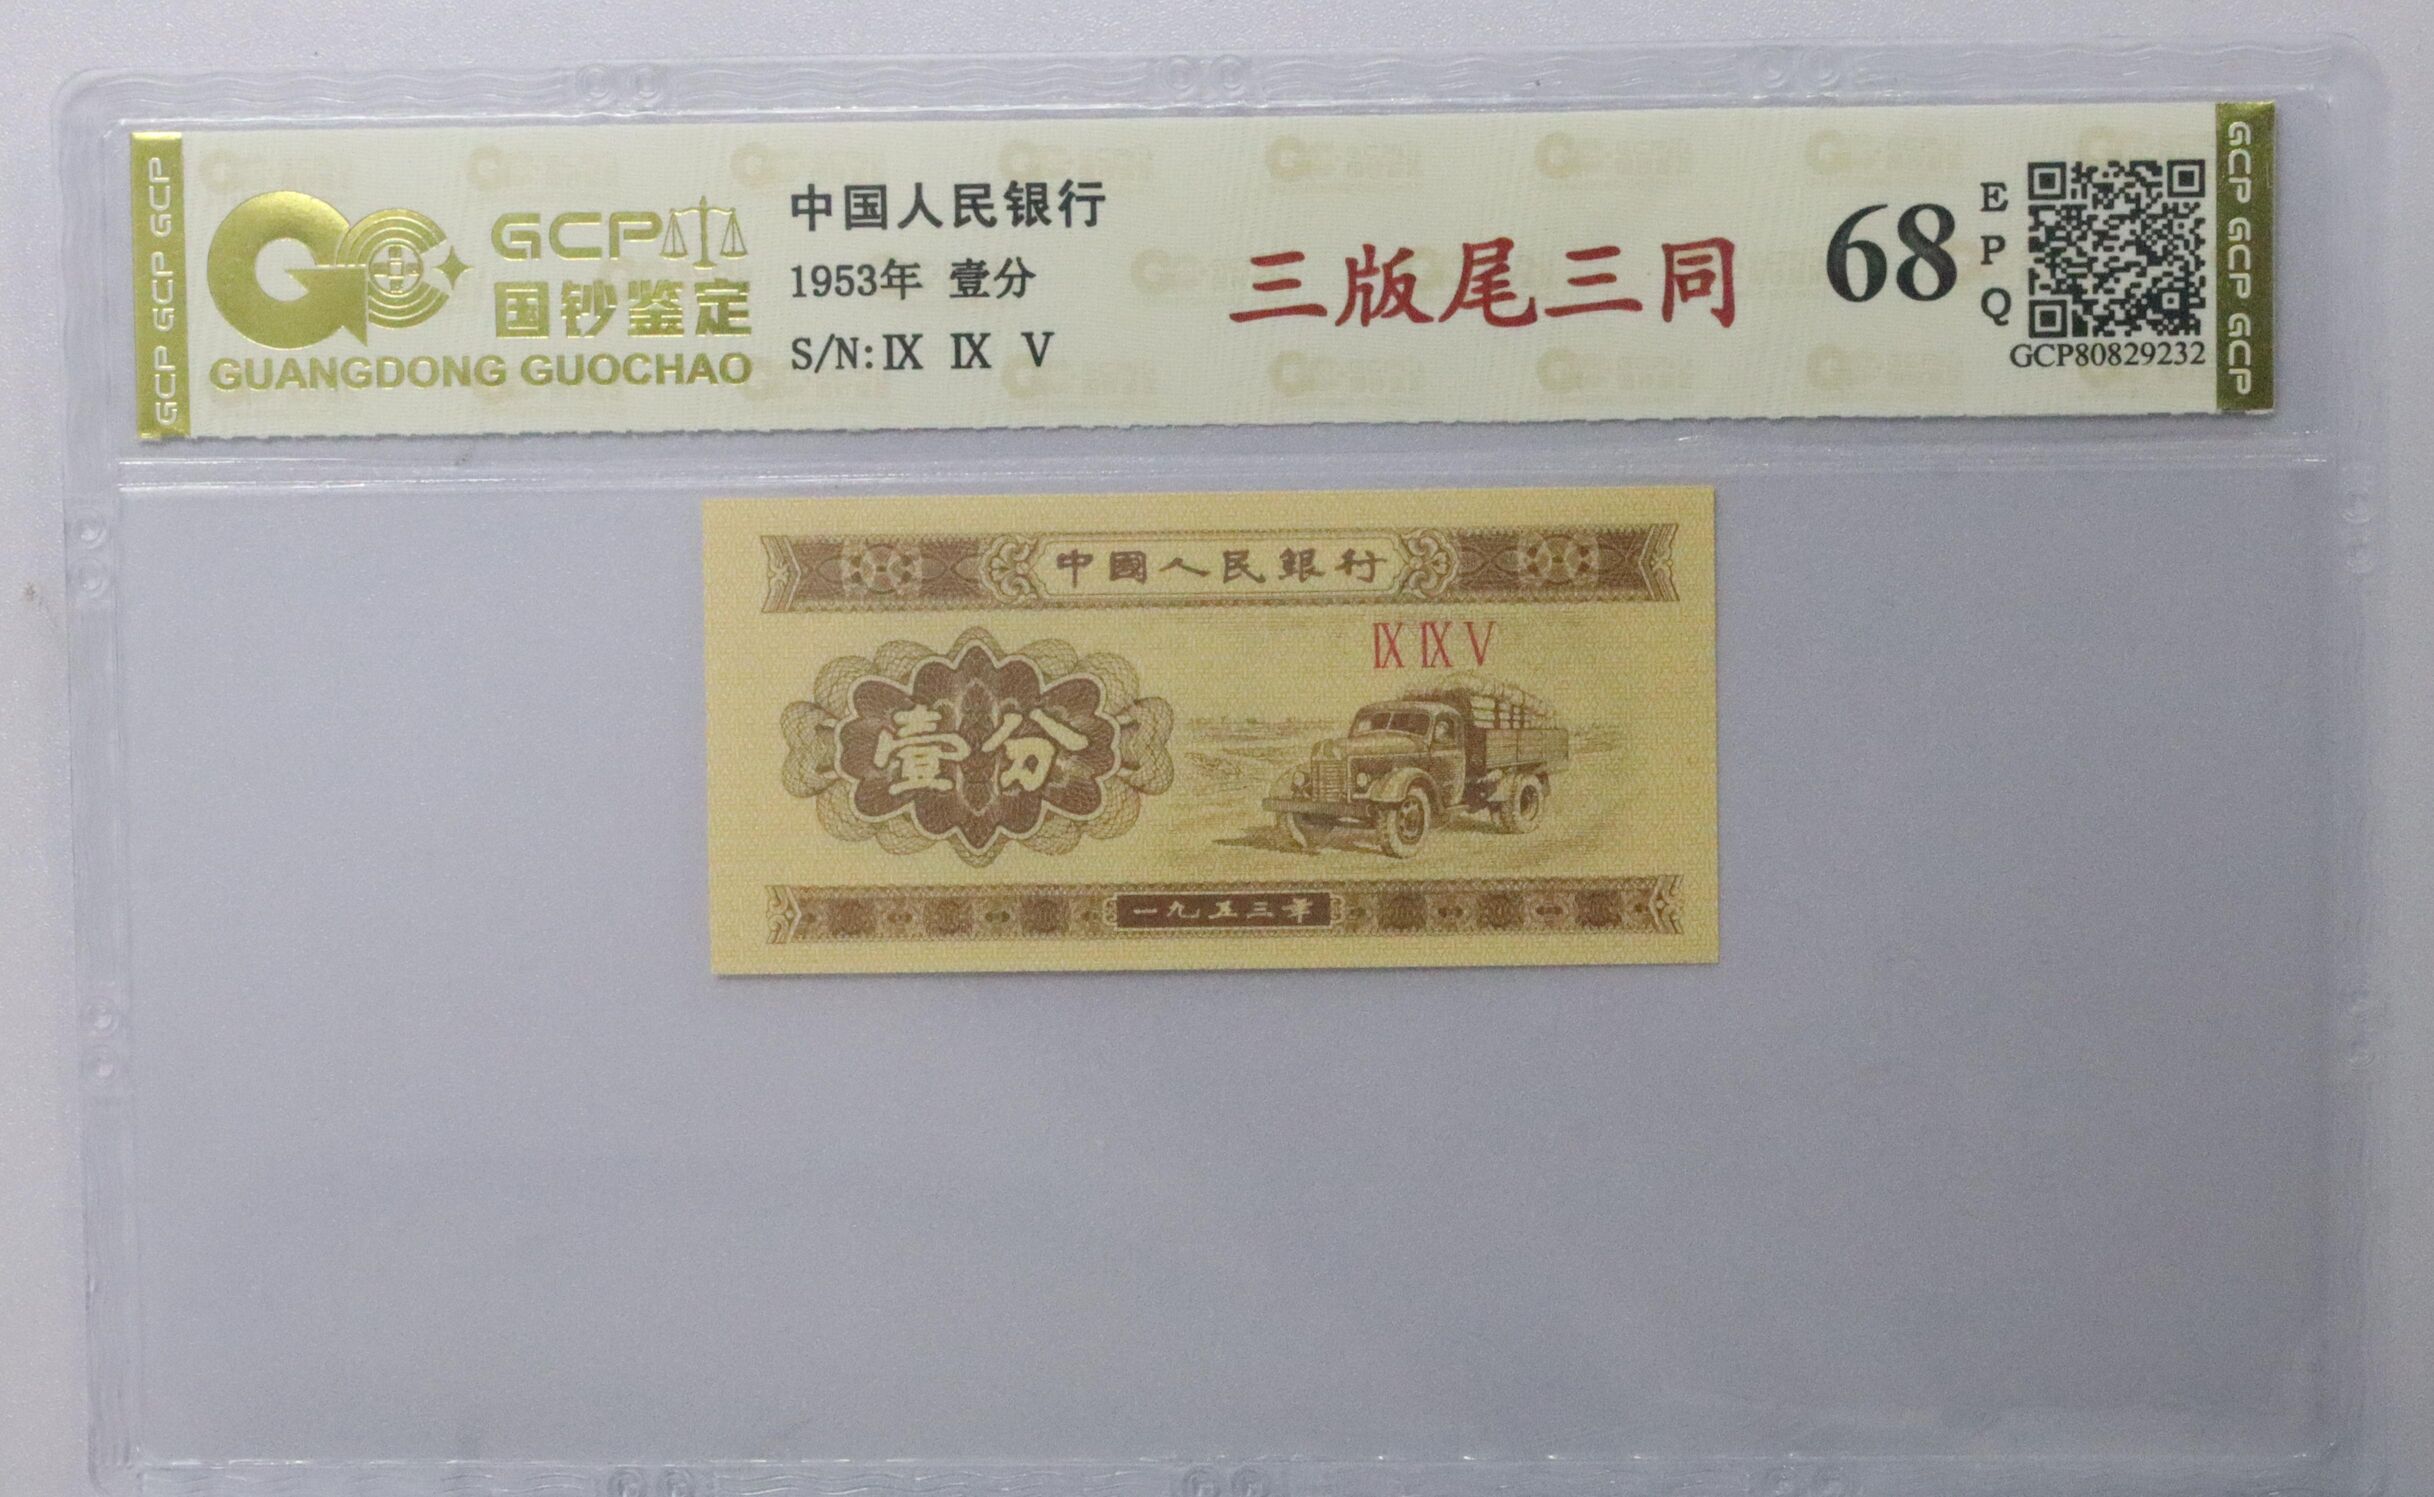 GCP GCP GCP
GCP
国钞鉴定
GUANGDONG GUOCHAO
中国人民银行
1953年 壹分
S/N: IX IX V
三版尾三同
68
E
P
Q
GCP80829232
GCP GCP GCP
中國人民銀行
IX IX V
壹分
一九五三年